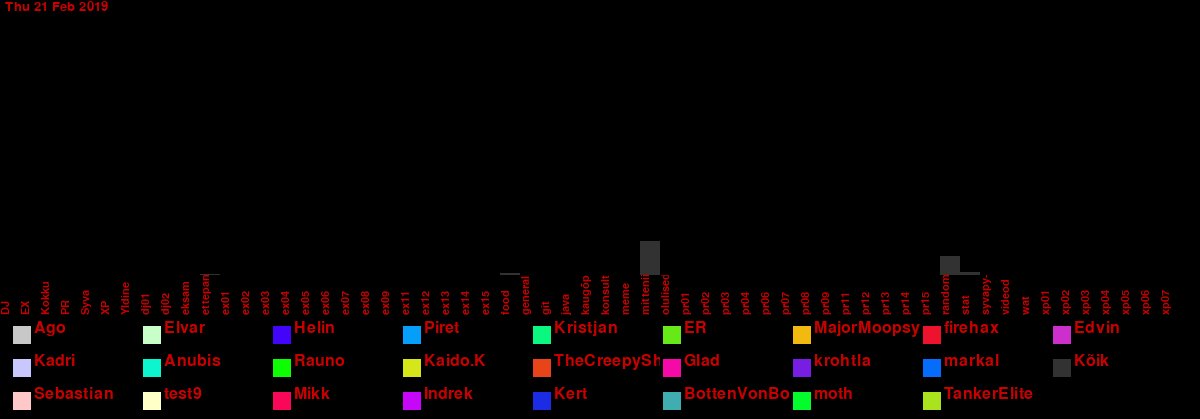 Thu 21 Feb 2019
DJ
EX
Kokku
PR
Syva
XP
Yldine
dj01
dj02
eksam
ettepan
ex01
ex02
ex03
ex04
ex05
ex06
ex07
ex08
ex09
ex11
ex12
ex13
ex14
ex15
food
general
git
java
kaugõp
konsult
meme
mitteni
olulised
pr01
pr02
pr03
pr04
pr06
pr07
pr08
pr09
pr11
pr12
pr13
pr14
pr15
random
stat
syvapy-
videod
wat
xp01
xp02
xp03
xp04
xp05
xp06
xp07
Ago Elvar Helin Piret Kristjan ER MajorMoopsy firehax Edvin
Kadri Anubis Rauno Kaido.K TheCreepySh Glad krohtla markal Kõik
Sebastian test9 Mikk Indrek Kert BottenVonBo moth TankerElite